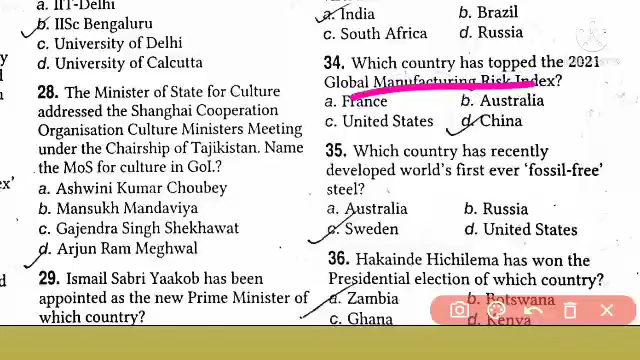 a. IIT-Delhi
b. IISc Bengaluru
c. University of Delhi
d. University of Calcutta
28. The Minister of State for Culture
addressed the Shanghai Cooperation
Organisation Culture Ministers Meeting
under the Chairship of Tajikistan. Name
the MoS for culture in GoI.?
a. Ashwini Kumar Choubey
b. Mansukh Mandaviya
c. Gajendra Singh Shekhawat
d. Arjun Ram Meghwal
29. Ismail Sabri Yaakob has been
appointed as the new Prime Minister of
which country?
a. India b. Brazil
c. South Africa d. Russia
34. Which country has topped the 2021
Global Manufacturing Risk Index?
a. France b. Australia
c. United States d. China
35. Which country has recently
developed world's first ever 'fossil-free'
steel?
a. Australia b. Russia
c. Sweden d. United States
36. Hakainde Hichilema has won the
Presidential election of which country?
a. Zambia b. Botswana
c. Ghana d. Kenya